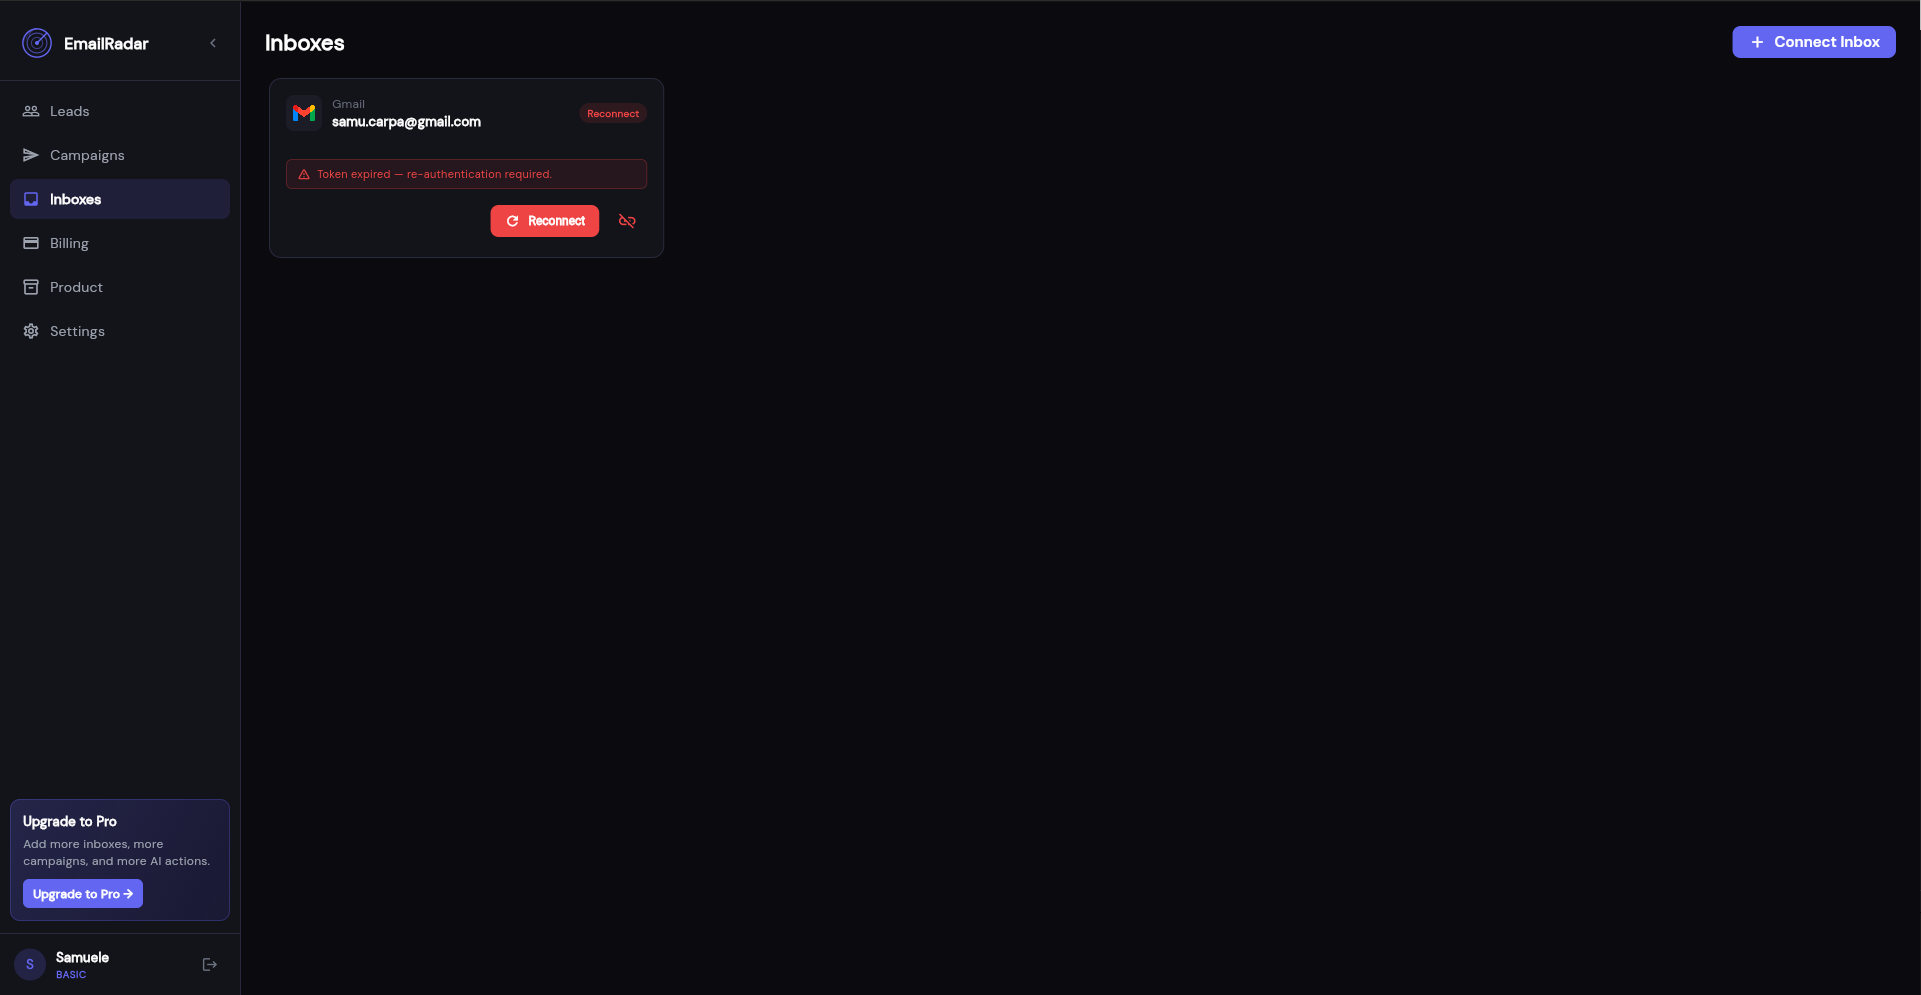 EmailRadar
Leads
Campaigns
Inboxes
Billing
Product
Settings
Upgrade to Pro
Add more inboxes, more
campaigns, and more AI actions.
Upgrade to Pro →
S
Samuele
BASIC
Inboxes
+ Connect Inbox
Gmail
samu.carpa@gmail.com
Reconnect
Token expired — re-authentication required.
Reconnect